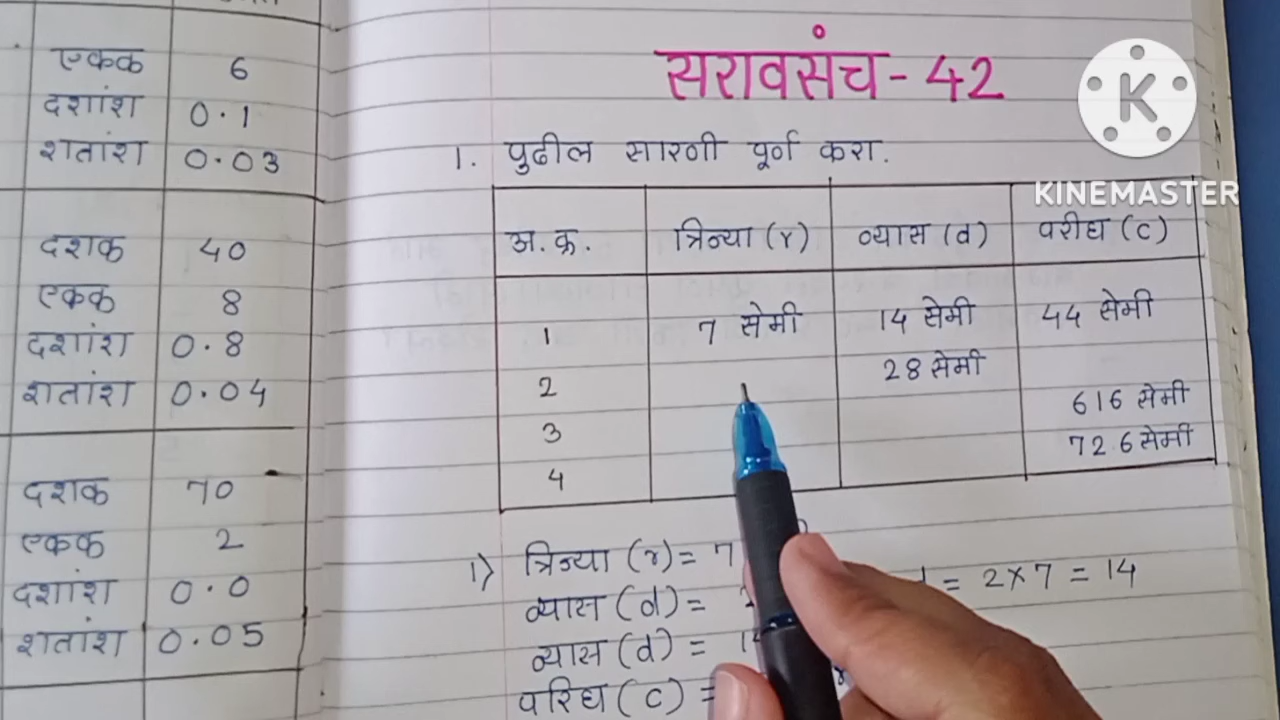 एकक 6
दशांश 0.1
शतांश 0.03
दशक 40
एकक 8
दशांश 0.8
शतांश 0.04
दशक 70
एकक 2
दशांश 0.0
शतांश 0.05
सरावसंच - 42
1. पुढील सारणी पूर्ण करा.
अ.क्र. त्रिज्या (r) व्यास (d) परीघ (c)
1 7 सेमी 14 सेमी 44 सेमी
2 28 सेमी
3 616 सेमी
4 72.6 सेमी
1) त्रिज्या (r) = 7
व्यास (d) = = 2×7 = 14
व्यास (d) =
परिघ (c) =
KINEMASTER